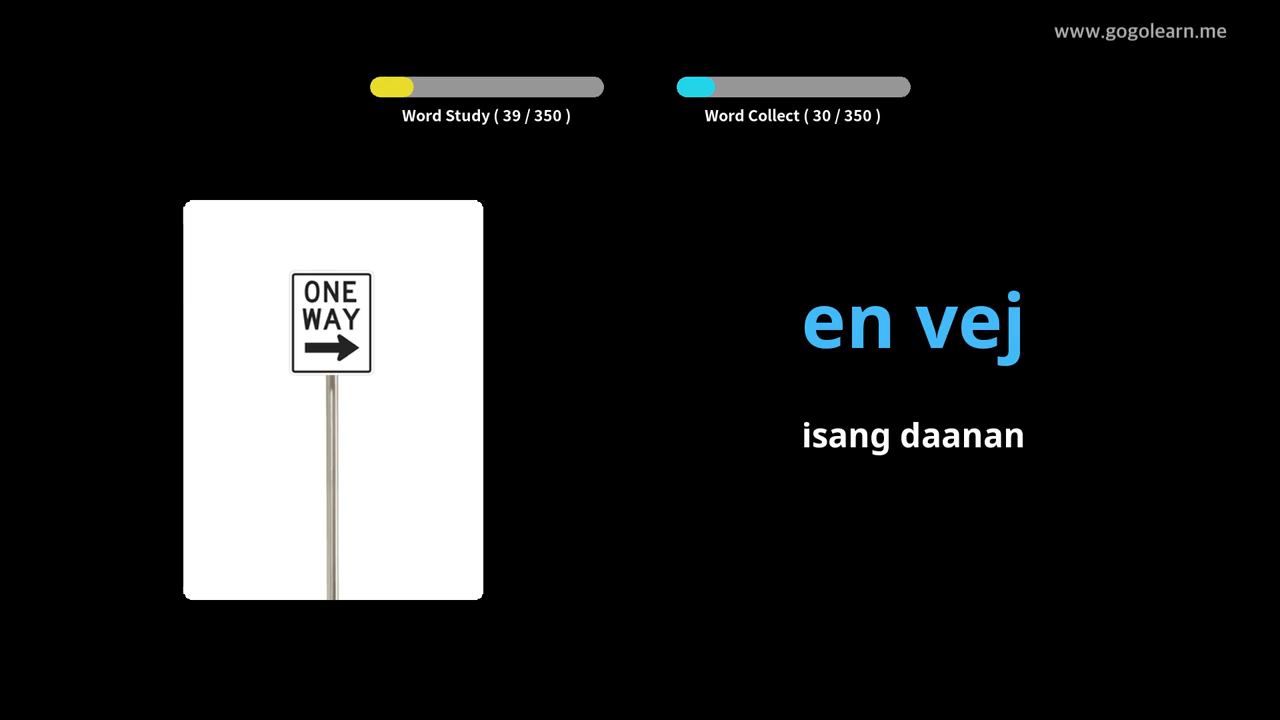 www.gogolearn.me
Word Study ( 39 / 350 )
Word Collect ( 30 / 350 )
ONE
WAY
en vej
isang daanan